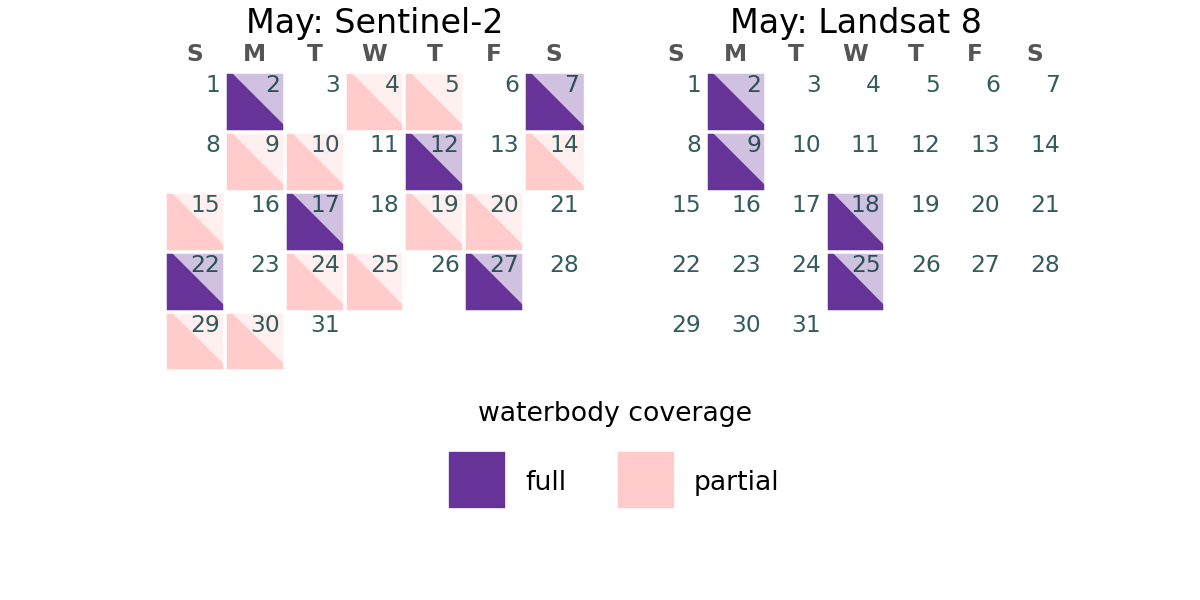 May: Sentinel-2
S M T W T F S
1 2 3 4 5 6 7
8 9 10 11 12 13 14
15 16 17 18 19 20 21
22 23 24 25 26 27 28
29 30 31
May: Landsat 8
S M T W T F S
1 2 3 4 5 6 7
8 9 10 11 12 13 14
15 16 17 18 19 20 21
22 23 24 25 26 27 28
29 30 31
waterbody coverage
full
partial